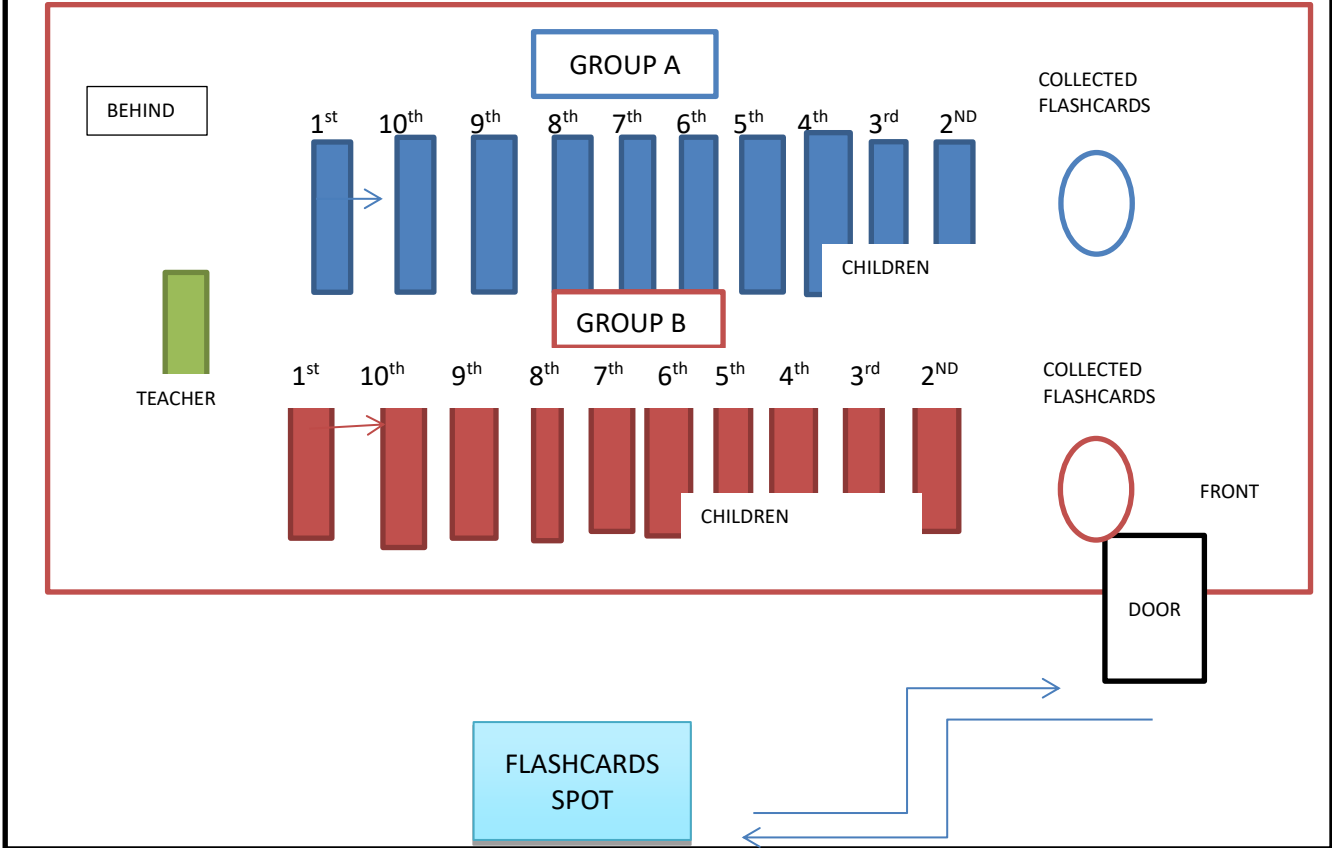 GROUP A
COLLECTED
FLASHCARDS
BEHIND
1st 10th 9th 8th 7th 6th 5th 4th 3rd 2ND
CHILDREN
GROUP B
1st 10th 9th 8th 7th 6th 5th 4th 3rd 2ND
COLLECTED
FLASHCARDS
TEACHER
FRONT
CHILDREN
DOOR
FLASHCARDS
SPOT